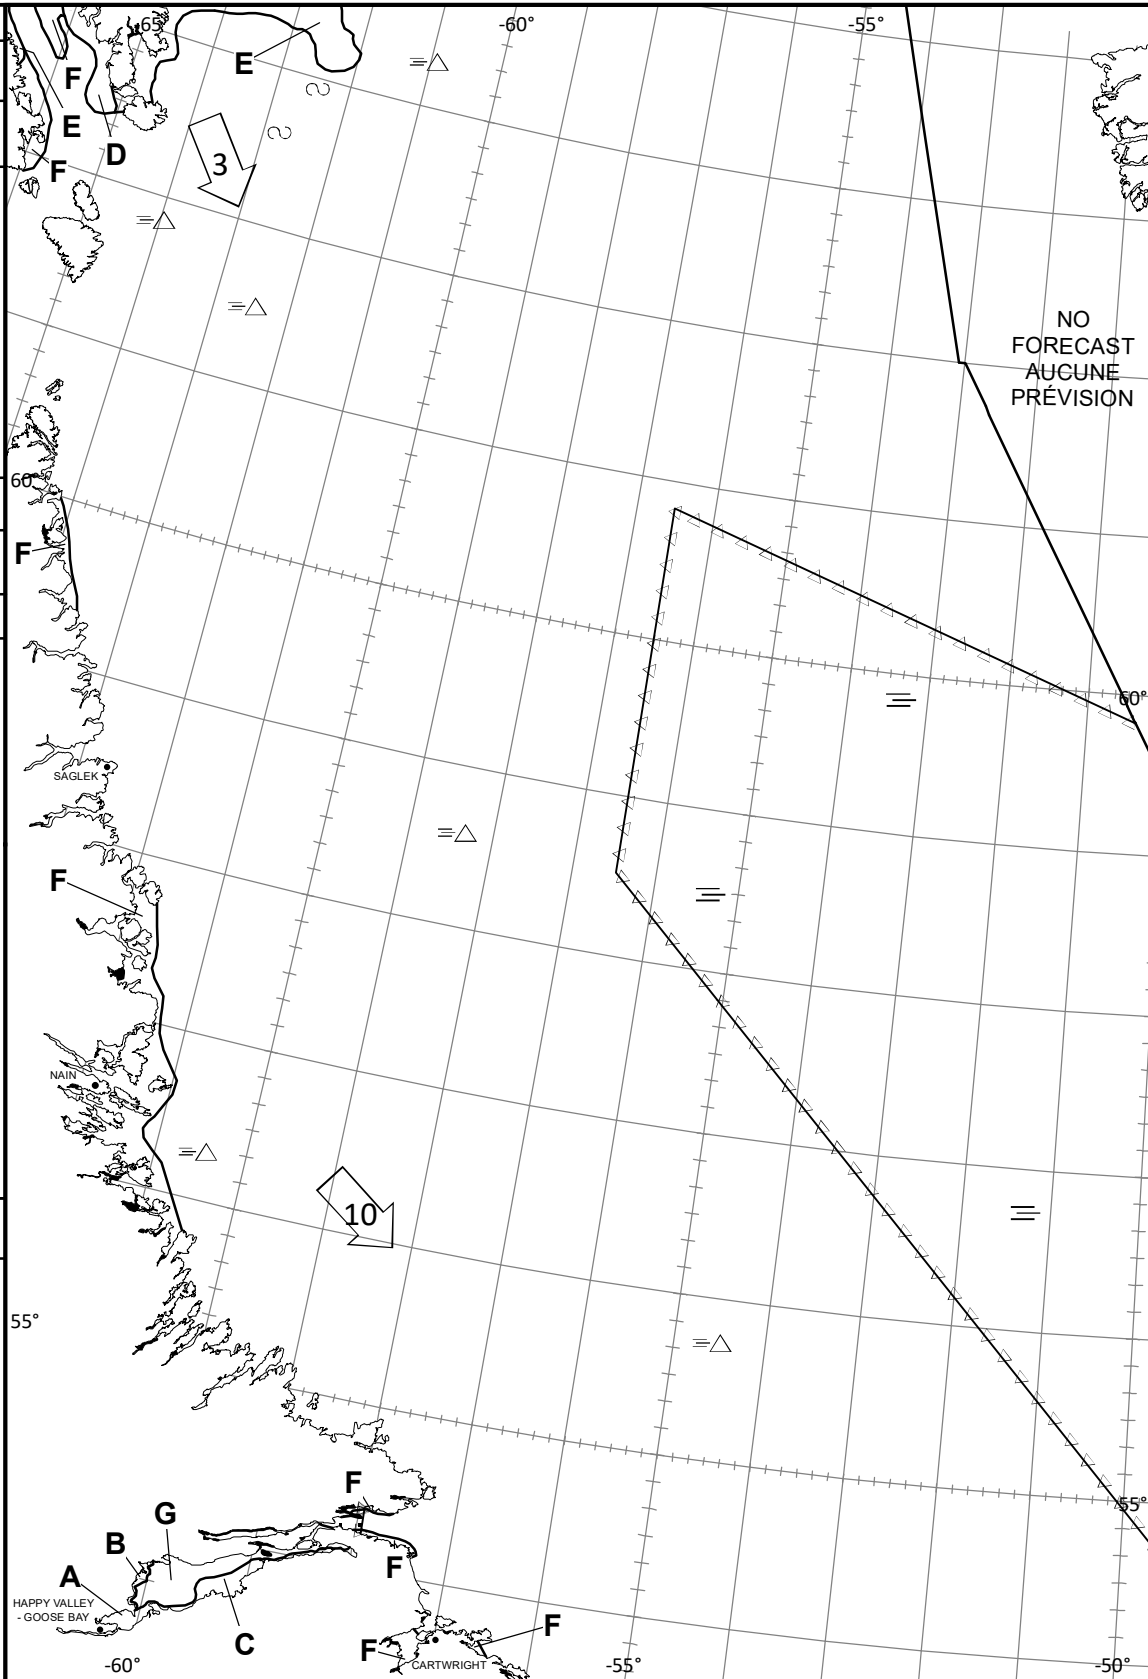 -65°
-60°
-55°
E
F
E
D
F
3
NO
FORECAST
AUCUNE
PRÉVISION
60°
F
60°
SAGLEK
F
NAIN
10
55°
F
55°
G
B
F
A
HAPPY VALLEY
- GOOSE BAY
C
F
F
CARTWRIGHT
-60°
-55°
-50°